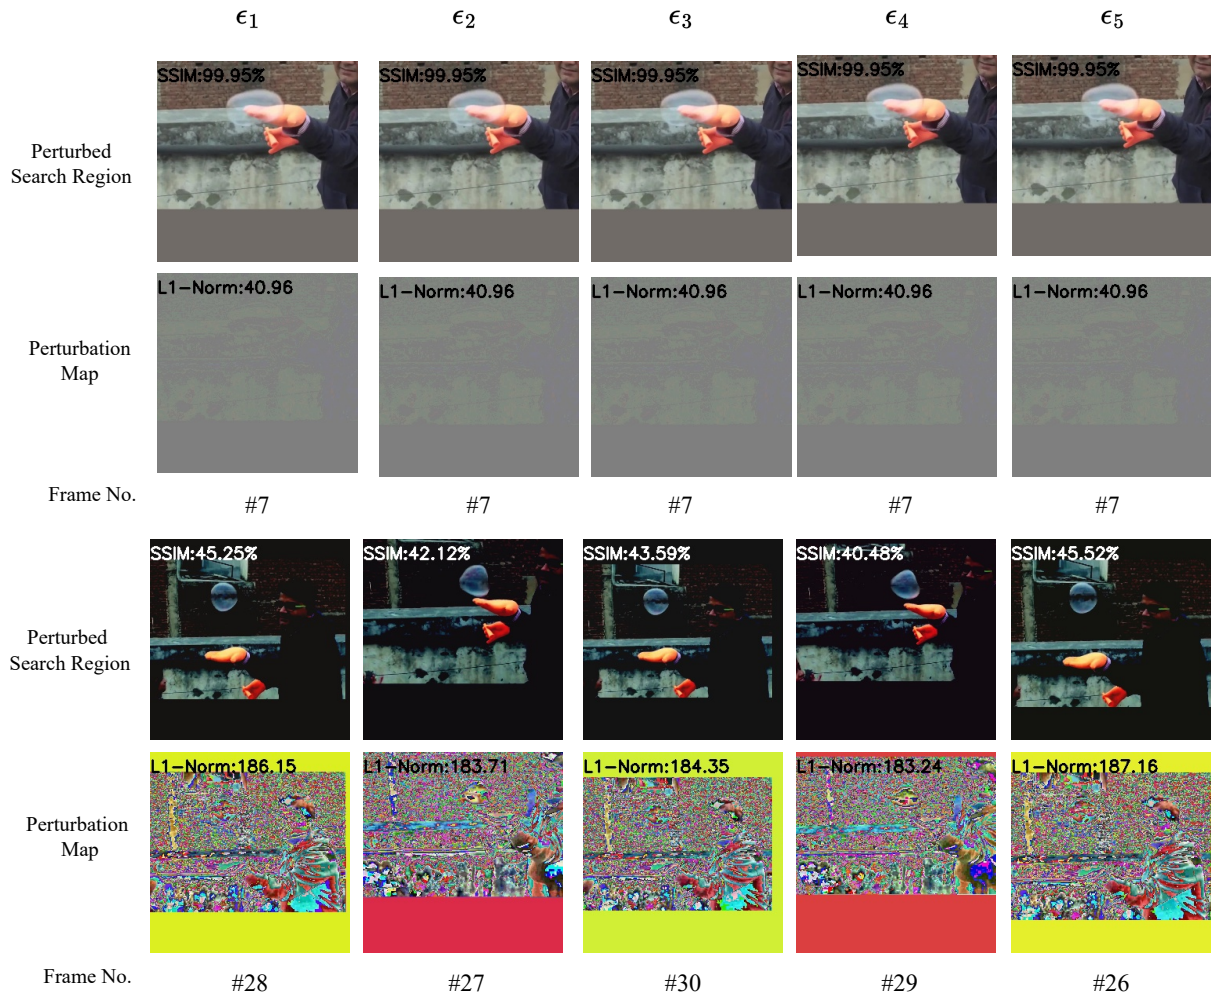 ϵ1 ϵ2 ϵ3 ϵ4 ϵ5
SSIM:99.95% SSIM:99.95% SSIM:99.95% SSIM:99.95% SSIM:99.95%
Perturbed
Search Region
L1-Norm:40.96 L1-Norm:40.96 L1-Norm:40.96 L1-Norm:40.96 L1-Norm:40.96
Perturbation
Map
Frame No. #7 #7 #7 #7 #7
SSIM:45.25% SSIM:42.12% SSIM:43.59% SSIM:40.48% SSIM:45.52%
Perturbed
Search Region
L1-Norm:186.15 L1-Norm:183.71 L1-Norm:184.35 L1-Norm:183.24 L1-Norm:187.16
Perturbation
Map
Frame No. #28 #27 #30 #29 #26